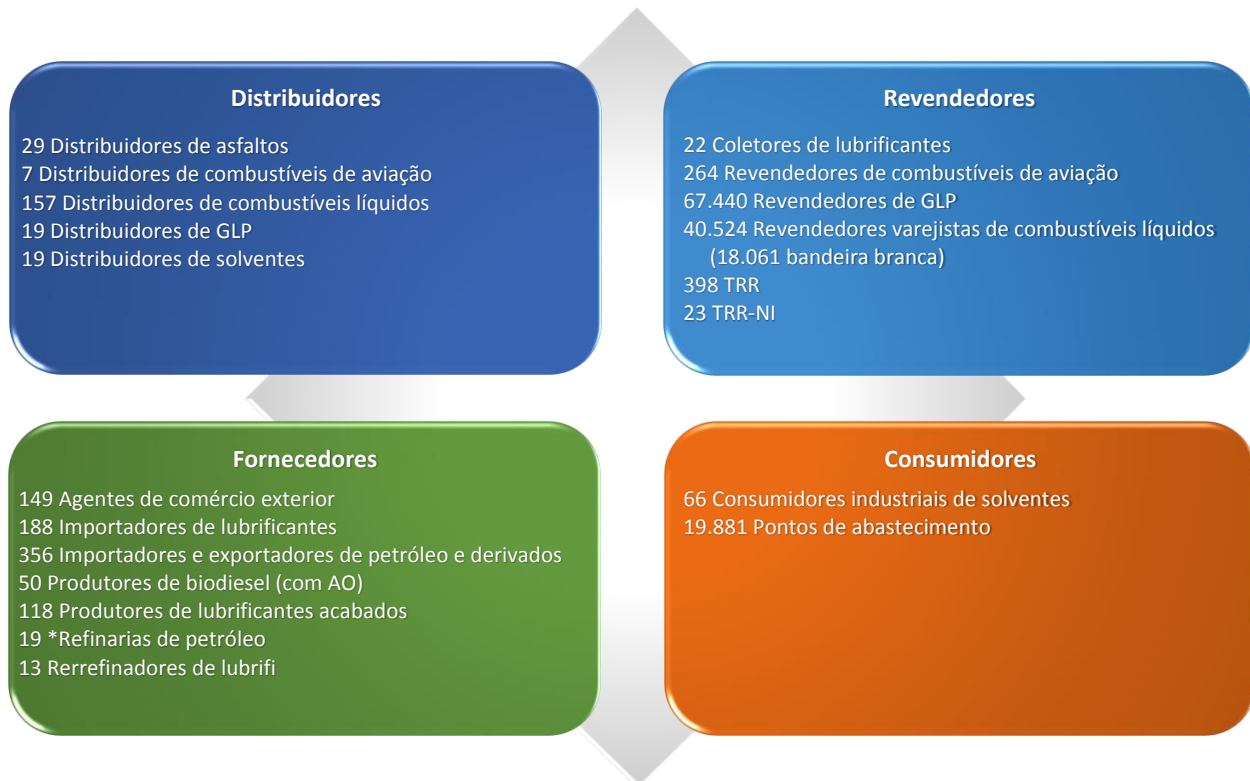 Distribuidores
29 Distribuidores de asfaltos
7 Distribuidores de combustíveis de aviação
157 Distribuidores de combustíveis líquidos
19 Distribuidores de GLP
19 Distribuidores de solventes
Revendedores
22 Coletores de lubrificantes
264 Revendedores de combustíveis de aviação
67.440 Revendedores de GLP
40.524 Revendedores varejistas de combustíveis líquidos
(18.061 bandeira branca)
398 TRR
23 TRR-NI
Fornecedores
149 Agentes de comércio exterior
188 Importadores de lubrificantes
356 Importadores e exportadores de petróleo e derivados
50 Produtores de biodiesel (com AO)
118 Produtores de lubrificantes acabados
19 *Refinarias de petróleo
13 Rerrefinadores de lubrifi
Consumidores
66 Consumidores industriais de solventes
19.881 Pontos de abastecimento